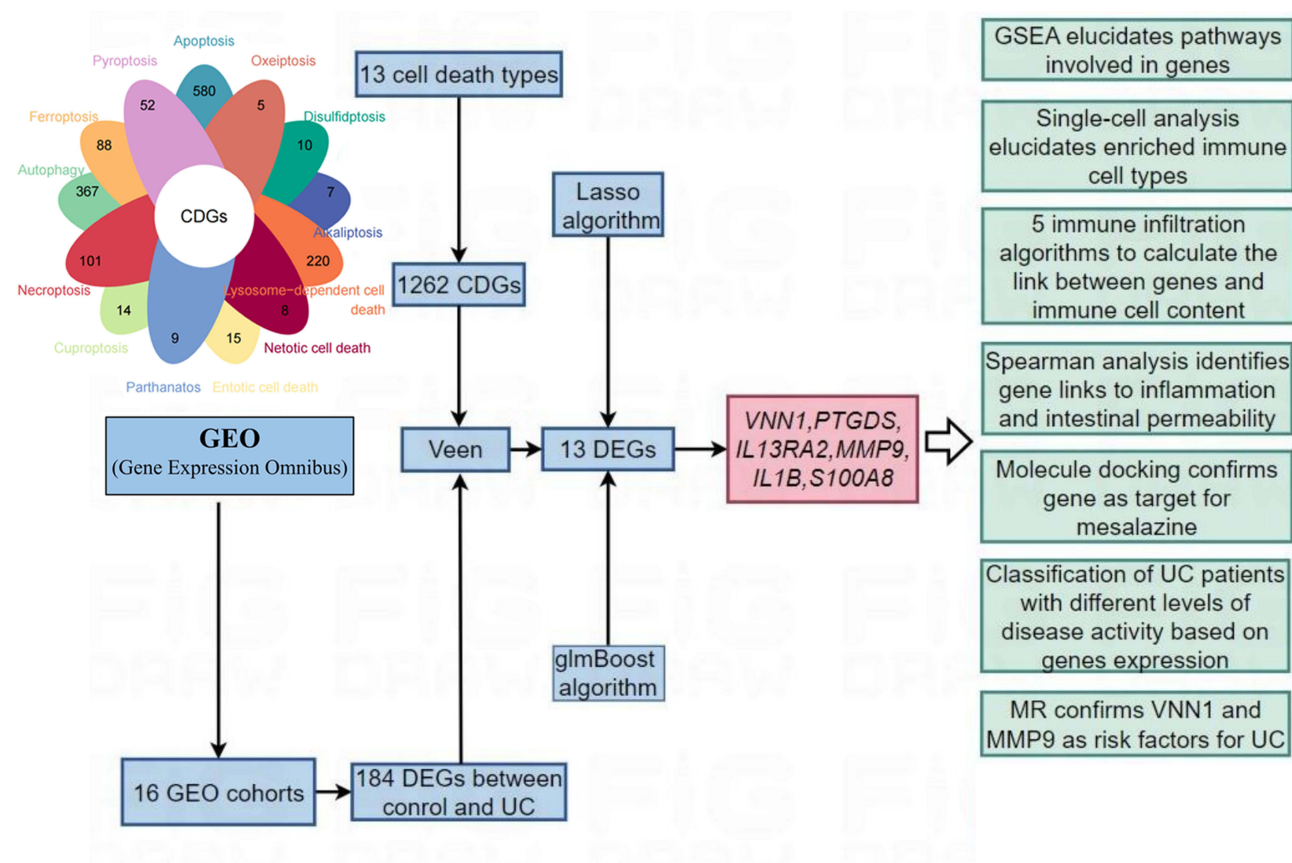 Apoptosis
580
Pyroptosis
52
Oxeiptosis
5
Ferroptosis
88
Disulfidptosis
10
Autophagy
367
7
Alkaliptosis
CDGs
101
Necroptosis
220
Lysosome-dependent cell
death
14
Cuproptosis
9
Parthanatos
15
Entotic cell death
8
Netotic cell death
GEO
(Gene Expression Omnibus)
16 GEO cohorts
184 DEGs between
conrol and UC
13 cell death types
1262 CDGs
Veen
Lasso
algorithm
13 DEGs
glmBoost
algorithm
VNN1,PTGDS,
IL13RA2,MMP9,
IL1B,S100A8
GSEA elucidates pathways
involved in genes
Single-cell analysis
elucidates enriched immune
cell types
5 immune infiltration
algorithms to calculate the
link between genes and
immune cell content
Spearman analysis identifies
gene links to inflammation
and intestinal permeability
Molecule docking confirms
gene as target for
mesalazine
Classification of UC patients
with different levels of
disease activity based on
genes expression
MR confirms VNN1 and
MMP9 as risk factors for UC